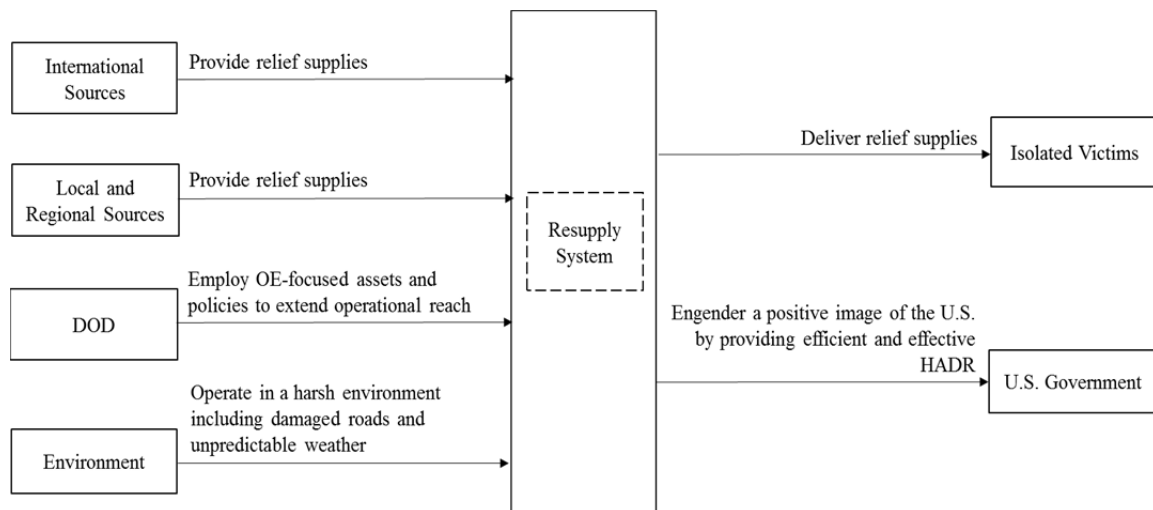 International
Sources
Provide relief supplies
Local and
Regional Sources
Provide relief supplies
DOD
Employ OE-focused assets and
policies to extend operational reach
Environment
Operate in a harsh environment
including damaged roads and
unpredictable weather
Resupply
System
Deliver relief supplies
Isolated Victims
Engender a positive image of the U.S.
by providing efficient and effective
HADR
U.S. Government